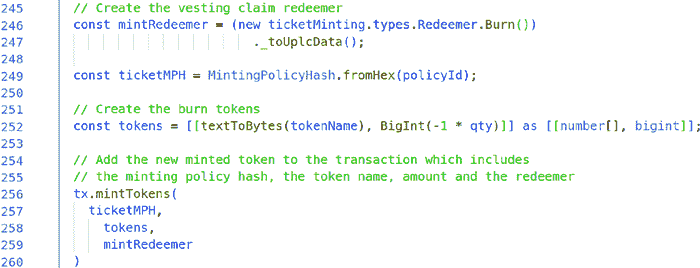 245 // Create the vesting claim redeemer
246 const mintRedeemer = (new ticketMinting.types.Redeemer.Burn())
247 ._toUplcData();
248
249 const ticketMPH = MintingPolicyHash.fromHex(policyId);
250
251 // Create the burn tokens
252 const tokens = [[textToBytes(tokenName), BigInt(-1 * qty)]] as [[number[], bigint]];
253
254 // Add the new minted token to the transaction which includes
255 // the minting policy hash, the token name, amount and the redeemer
256 tx.mintTokens(
257 ticketMPH,
258 tokens,
259 mintRedeemer
260 )